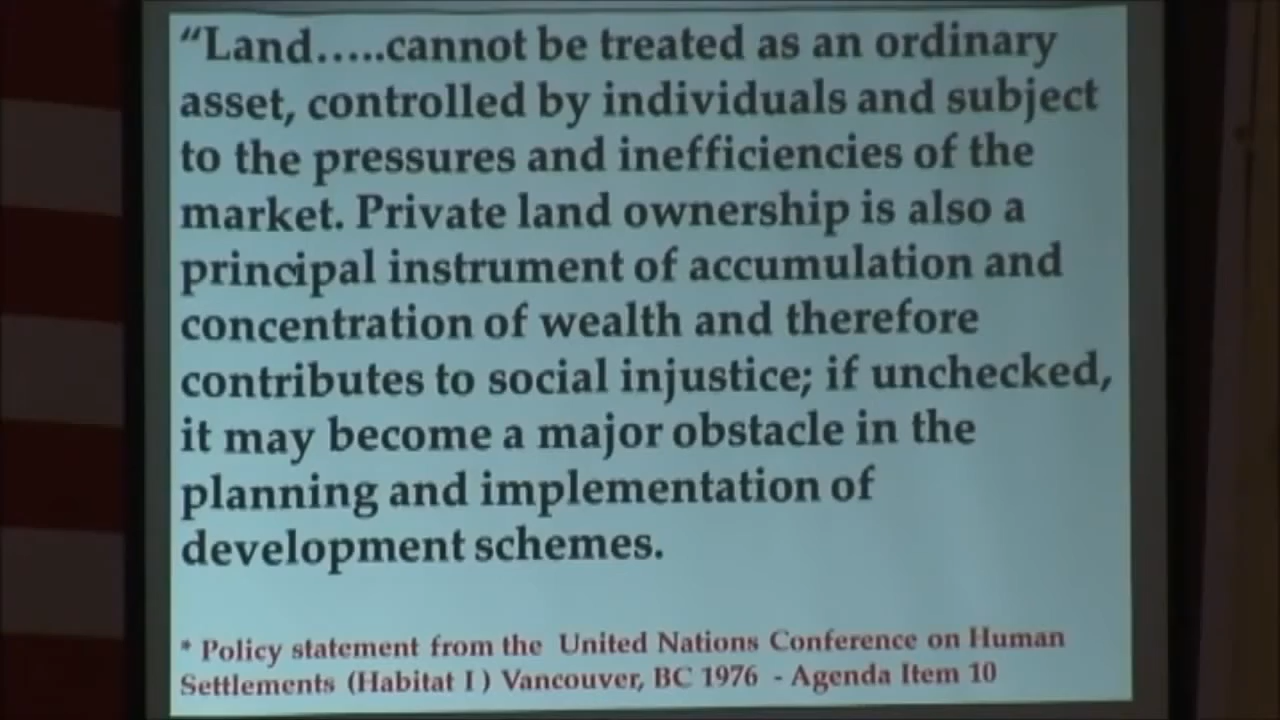 “Land.....cannot be treated as an ordinary
asset, controlled by individuals and subject
to the pressures and inefficiencies of the
market. Private land ownership is also a
principal instrument of accumulation and
concentration of wealth and therefore
contributes to social injustice; if unchecked,
it may become a major obstacle in the
planning and implementation of
development schemes.
* Policy statement from the United Nations Conference on Human
Settlements (Habitat I ) Vancouver, BC 1976 - Agenda Item 10